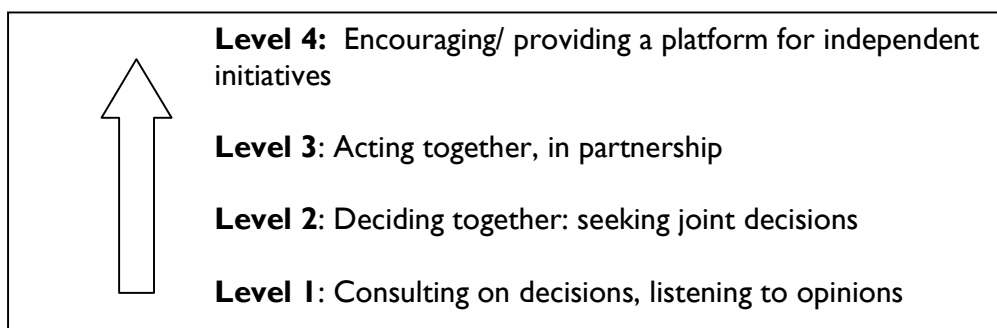 Level 4:  Encouraging/ providing a platform for independent
initiatives
Level 3: Acting together, in partnership
Level 2: Deciding together: seeking joint decisions
Level 1: Consulting on decisions, listening to opinions